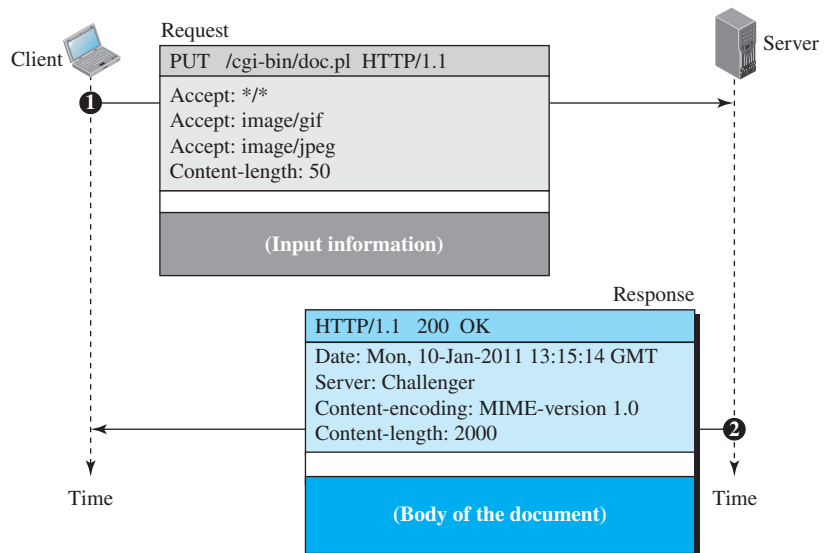 Request
Client
Server
PUT /cgi-bin/doc.pl HTTP/1.1
1
Accept: */*
Accept: image/gif
Accept: image/jpeg
Content-length: 50
(Input information)
Response
HTTP/1.1 200 OK
Date: Mon, 10-Jan-2011 13:15:14 GMT
Server: Challenger
Content-encoding: MIME-version 1.0
Content-length: 2000
2
Time
Time
(Body of the document)